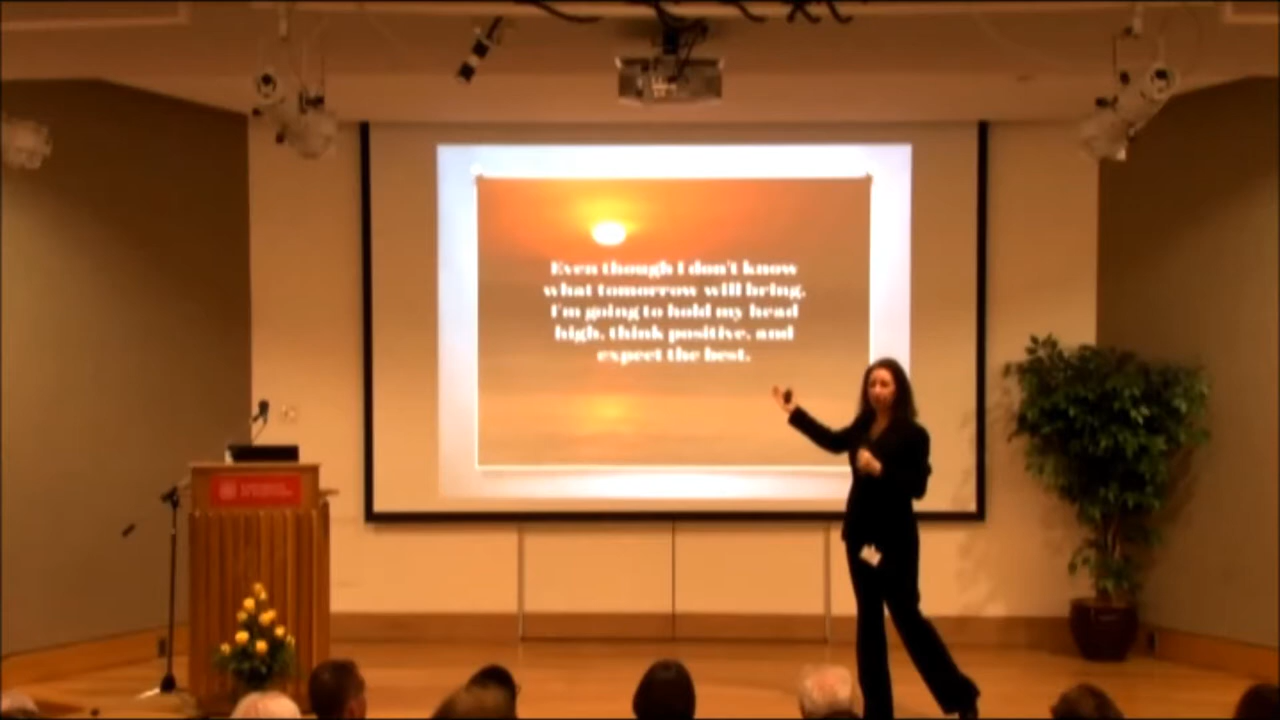 Even though I don't know
what tomorrow will bring.
I'm going to hold my head
high, think positive, and
expect the best.